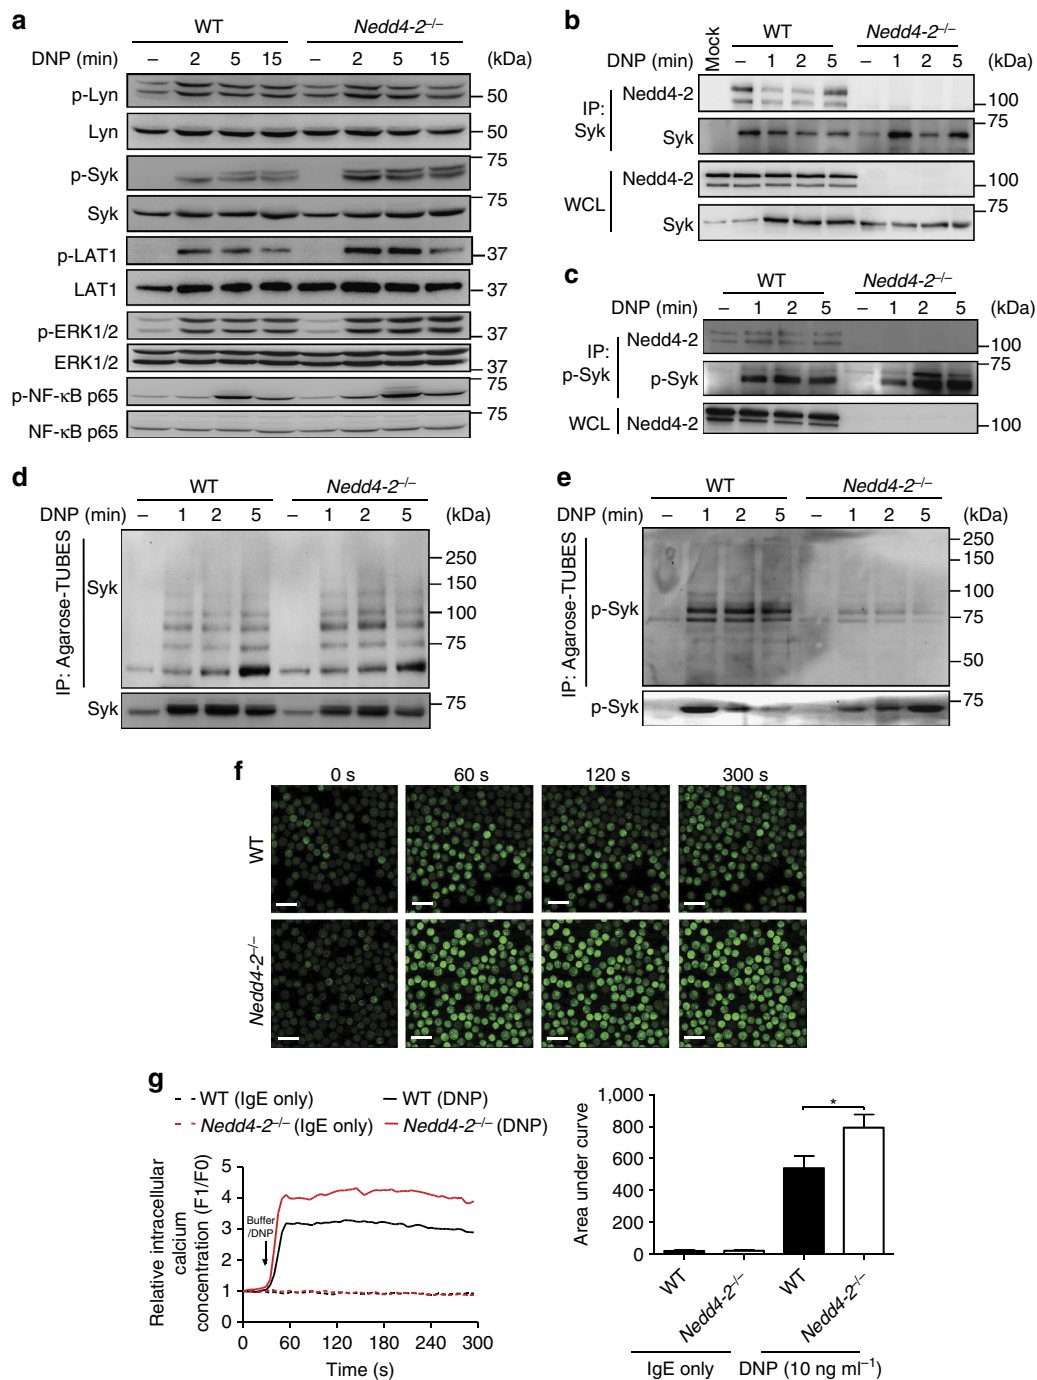 a
WT Nedd4-2–/–
DNP (min) – 2 5 15 – 2 5 15 (kDa)
p-Lyn 50
Lyn 50
75
p-Syk
75
Syk
p-LAT1 37
LAT1 37
p-ERK1/2 37
ERK1/2 37
p-NF-κB p65 75
75
NF-κB p65
b
Mock WT Nedd4-2–/–
DNP (min) – 1 2 5 – 1 2 5 (kDa)
IP: Syk
Nedd4-2 100
75
Syk
WCL
Nedd4-2 100
75
Syk
c
WT Nedd4-2–/–
DNP (min) – 1 2 5 – 1 2 5 (kDa)
IP: p-Syk
Nedd4-2 100
75
p-Syk
WCL Nedd4-2 100
d
WT Nedd4-2–/–
DNP (min) – 1 2 5 – 1 2 5 (kDa)
IP: Agarose-TUBES
Syk
250
150
100
75
Syk 75
e
WT Nedd4-2–/–
DNP (min) – 1 2 5 – 1 2 5 (kDa)
IP: Agarose-TUBES
p-Syk
250
150
100
75
50
p-Syk 75
f
0 s 60 s 120 s 300 s
WT
Nedd4-2–/–
g
WT (IgE only) WT (DNP)
Nedd4-2–/– (IgE only) Nedd4-2–/– (DNP)
Relative intracellular
calcium
concentration (F1/F0)
5
4
3
2
1
0
Buffer
/DNP
0 60 120 180 240 300
Time (s)
Area under curve
1,000
800
600
400
200
0
*
WT Nedd4-2–/– WT Nedd4-2–/–
IgE only DNP (10 ng ml–1)